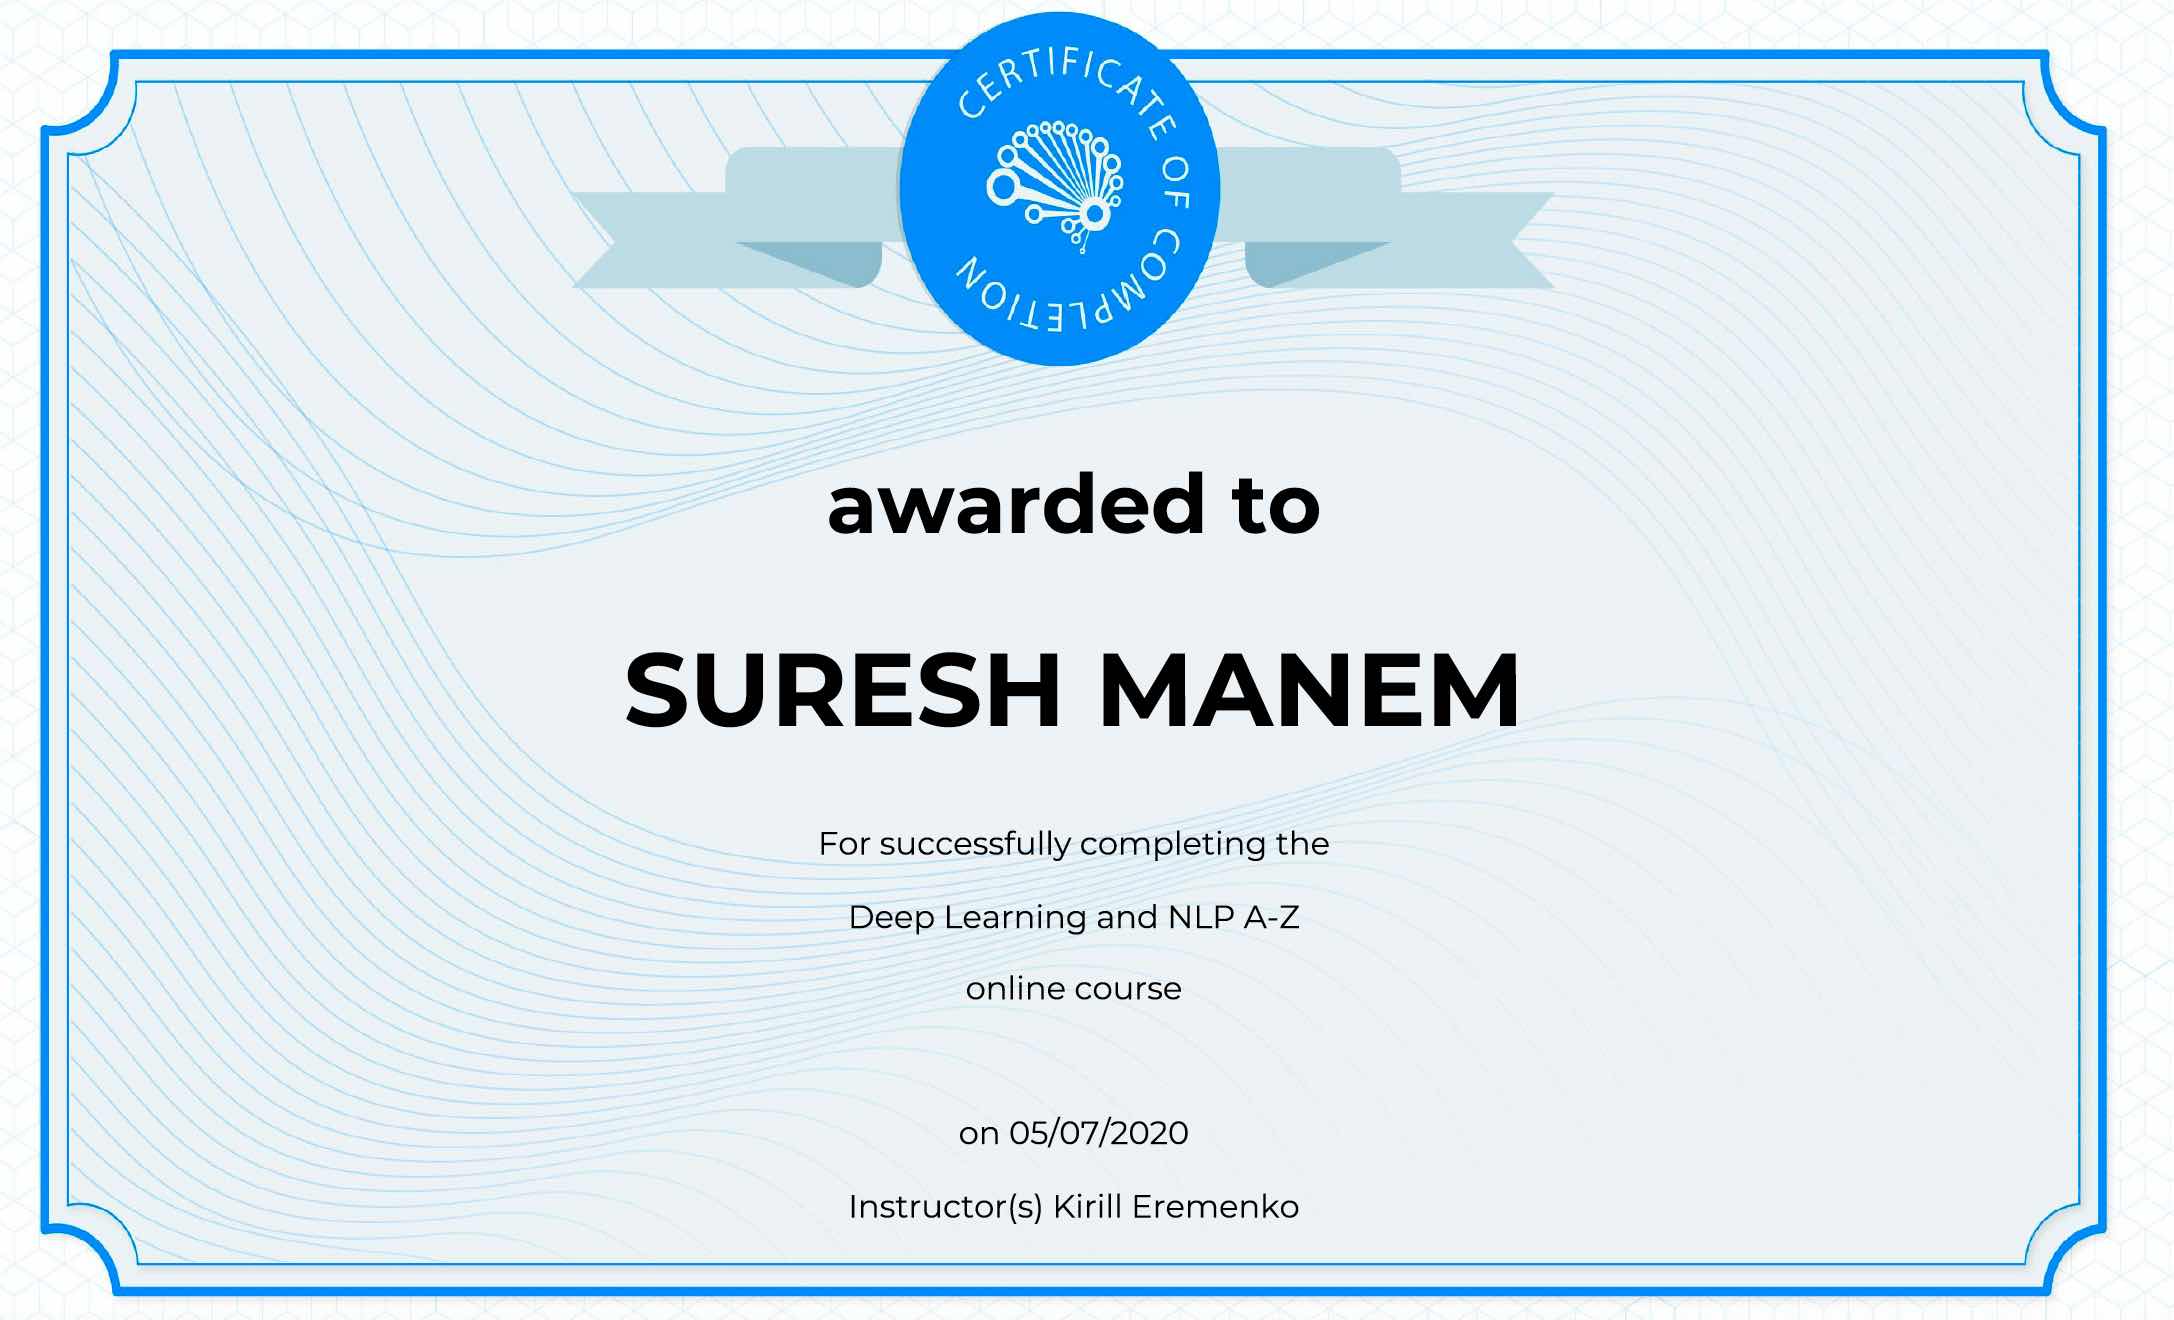 CERTIFICATE OF COMPLETION
awarded to
SURESH MANEM
For successfully completing the
Deep Learning and NLP A-Z
online course
on 05/07/2020
Instructor(s) Kirill Eremenko